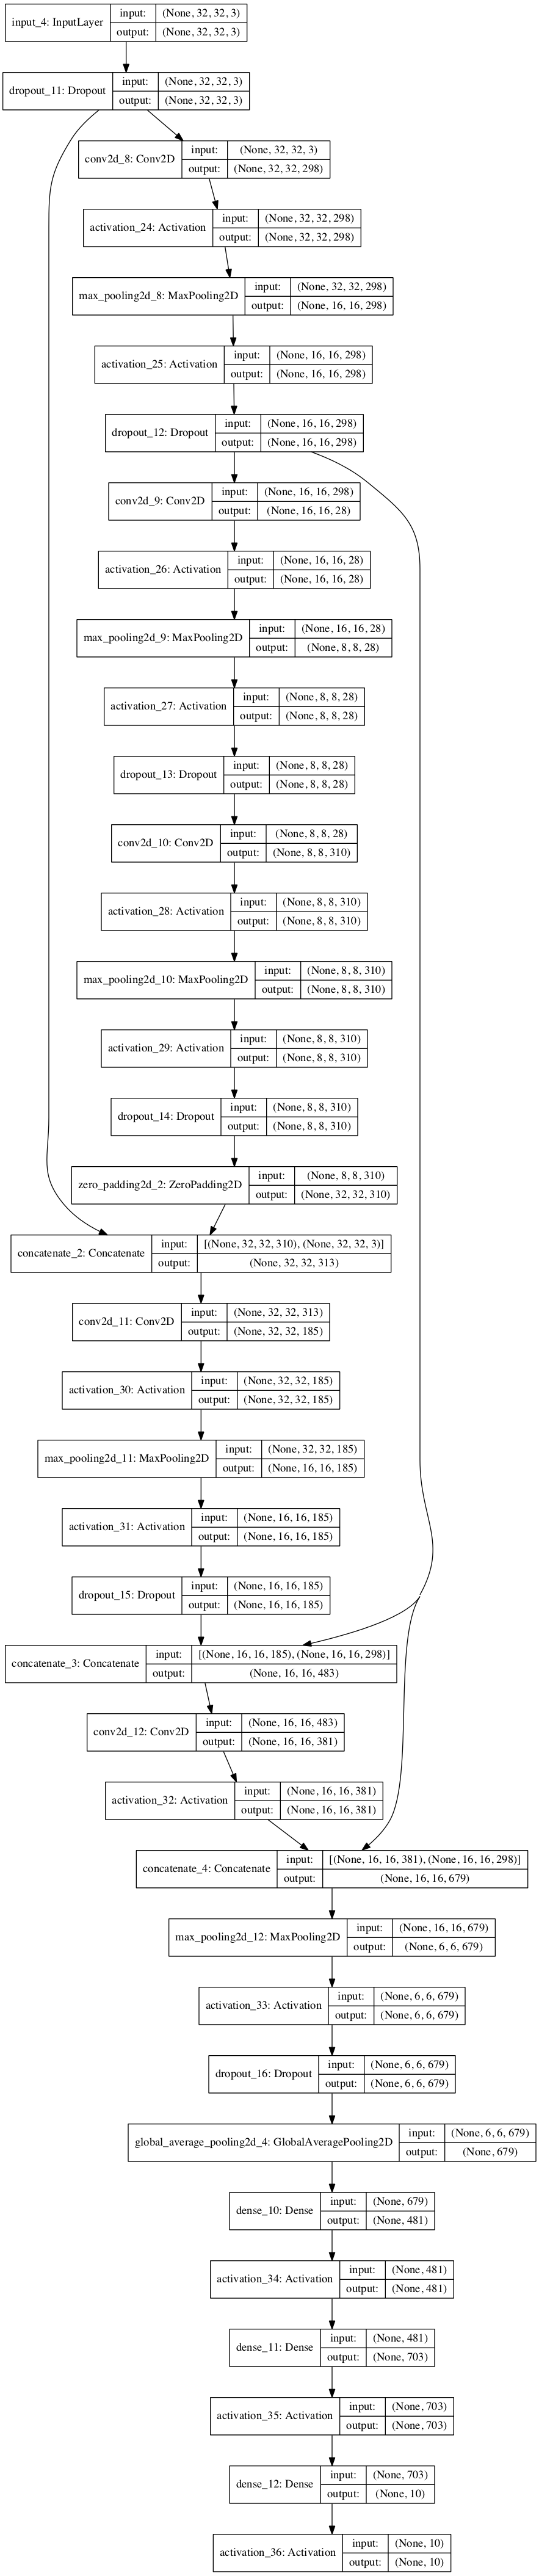 input_4: InputLayer
input: (None, 32, 32, 3)
output: (None, 32, 32, 3)
dropout_11: Dropout
input: (None, 32, 32, 3)
output: (None, 32, 32, 3)
conv2d_8: Conv2D
input: (None, 32, 32, 3)
output: (None, 32, 32, 298)
activation_24: Activation
input: (None, 32, 32, 298)
output: (None, 32, 32, 298)
max_pooling2d_8: MaxPooling2D
input: (None, 32, 32, 298)
output: (None, 16, 16, 298)
activation_25: Activation
input: (None, 16, 16, 298)
output: (None, 16, 16, 298)
dropout_12: Dropout
input: (None, 16, 16, 298)
output: (None, 16, 16, 298)
conv2d_9: Conv2D
input: (None, 16, 16, 298)
output: (None, 16, 16, 28)
activation_26: Activation
input: (None, 16, 16, 28)
output: (None, 16, 16, 28)
max_pooling2d_9: MaxPooling2D
input: (None, 16, 16, 28)
output: (None, 8, 8, 28)
activation_27: Activation
input: (None, 8, 8, 28)
output: (None, 8, 8, 28)
dropout_13: Dropout
input: (None, 8, 8, 28)
output: (None, 8, 8, 28)
conv2d_10: Conv2D
input: (None, 8, 8, 28)
output: (None, 8, 8, 310)
activation_28: Activation
input: (None, 8, 8, 310)
output: (None, 8, 8, 310)
max_pooling2d_10: MaxPooling2D
input: (None, 8, 8, 310)
output: (None, 8, 8, 310)
activation_29: Activation
input: (None, 8, 8, 310)
output: (None, 8, 8, 310)
dropout_14: Dropout
input: (None, 8, 8, 310)
output: (None, 8, 8, 310)
zero_padding2d_2: ZeroPadding2D
input: (None, 8, 8, 310)
output: (None, 32, 32, 310)
concatenate_2: Concatenate
input: [(None, 32, 32, 310), (None, 32, 32, 3)]
output: (None, 32, 32, 313)
conv2d_11: Conv2D
input: (None, 32, 32, 313)
output: (None, 32, 32, 185)
activation_30: Activation
input: (None, 32, 32, 185)
output: (None, 32, 32, 185)
max_pooling2d_11: MaxPooling2D
input: (None, 32, 32, 185)
output: (None, 16, 16, 185)
activation_31: Activation
input: (None, 16, 16, 185)
output: (None, 16, 16, 185)
dropout_15: Dropout
input: (None, 16, 16, 185)
output: (None, 16, 16, 185)
concatenate_3: Concatenate
input: [(None, 16, 16, 185), (None, 16, 16, 298)]
output: (None, 16, 16, 483)
conv2d_12: Conv2D
input: (None, 16, 16, 483)
output: (None, 16, 16, 381)
activation_32: Activation
input: (None, 16, 16, 381)
output: (None, 16, 16, 381)
concatenate_4: Concatenate
input: [(None, 16, 16, 381), (None, 16, 16, 298)]
output: (None, 16, 16, 679)
max_pooling2d_12: MaxPooling2D
input: (None, 16, 16, 679)
output: (None, 6, 6, 679)
activation_33: Activation
input: (None, 6, 6, 679)
output: (None, 6, 6, 679)
dropout_16: Dropout
input: (None, 6, 6, 679)
output: (None, 6, 6, 679)
global_average_pooling2d_4: GlobalAveragePooling2D
input: (None, 6, 6, 679)
output: (None, 679)
dense_10: Dense
input: (None, 679)
output: (None, 481)
activation_34: Activation
input: (None, 481)
output: (None, 481)
dense_11: Dense
input: (None, 481)
output: (None, 703)
activation_35: Activation
input: (None, 703)
output: (None, 703)
dense_12: Dense
input: (None, 703)
output: (None, 10)
activation_36: Activation
input: (None, 10)
output: (None, 10)